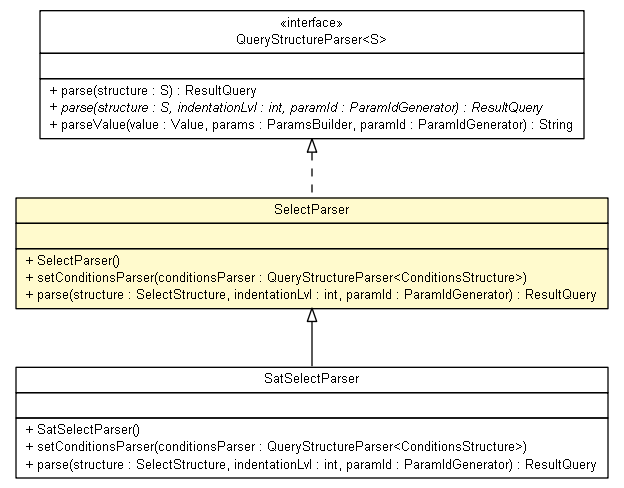 «interface»
QueryStructureParser<S>
+ parse(structure : S) : ResultQuery
+ parse(structure : S, indentationLvl : int, paramId : ParamIdGenerator) : ResultQuery
+ parseValue(value : Value, params : ParamsBuilder, paramId : ParamIdGenerator) : String
SelectParser
+ SelectParser()
+ setConditionsParser(conditionsParser : QueryStructureParser<ConditionsStructure>)
+ parse(structure : SelectStructure, indentationLvl : int, paramId : ParamIdGenerator) : ResultQuery
SatSelectParser
+ SatSelectParser()
+ setConditionsParser(conditionsParser : QueryStructureParser<ConditionsStructure>)
+ parse(structure : SelectStructure, indentationLvl : int, paramId : ParamIdGenerator) : ResultQuery